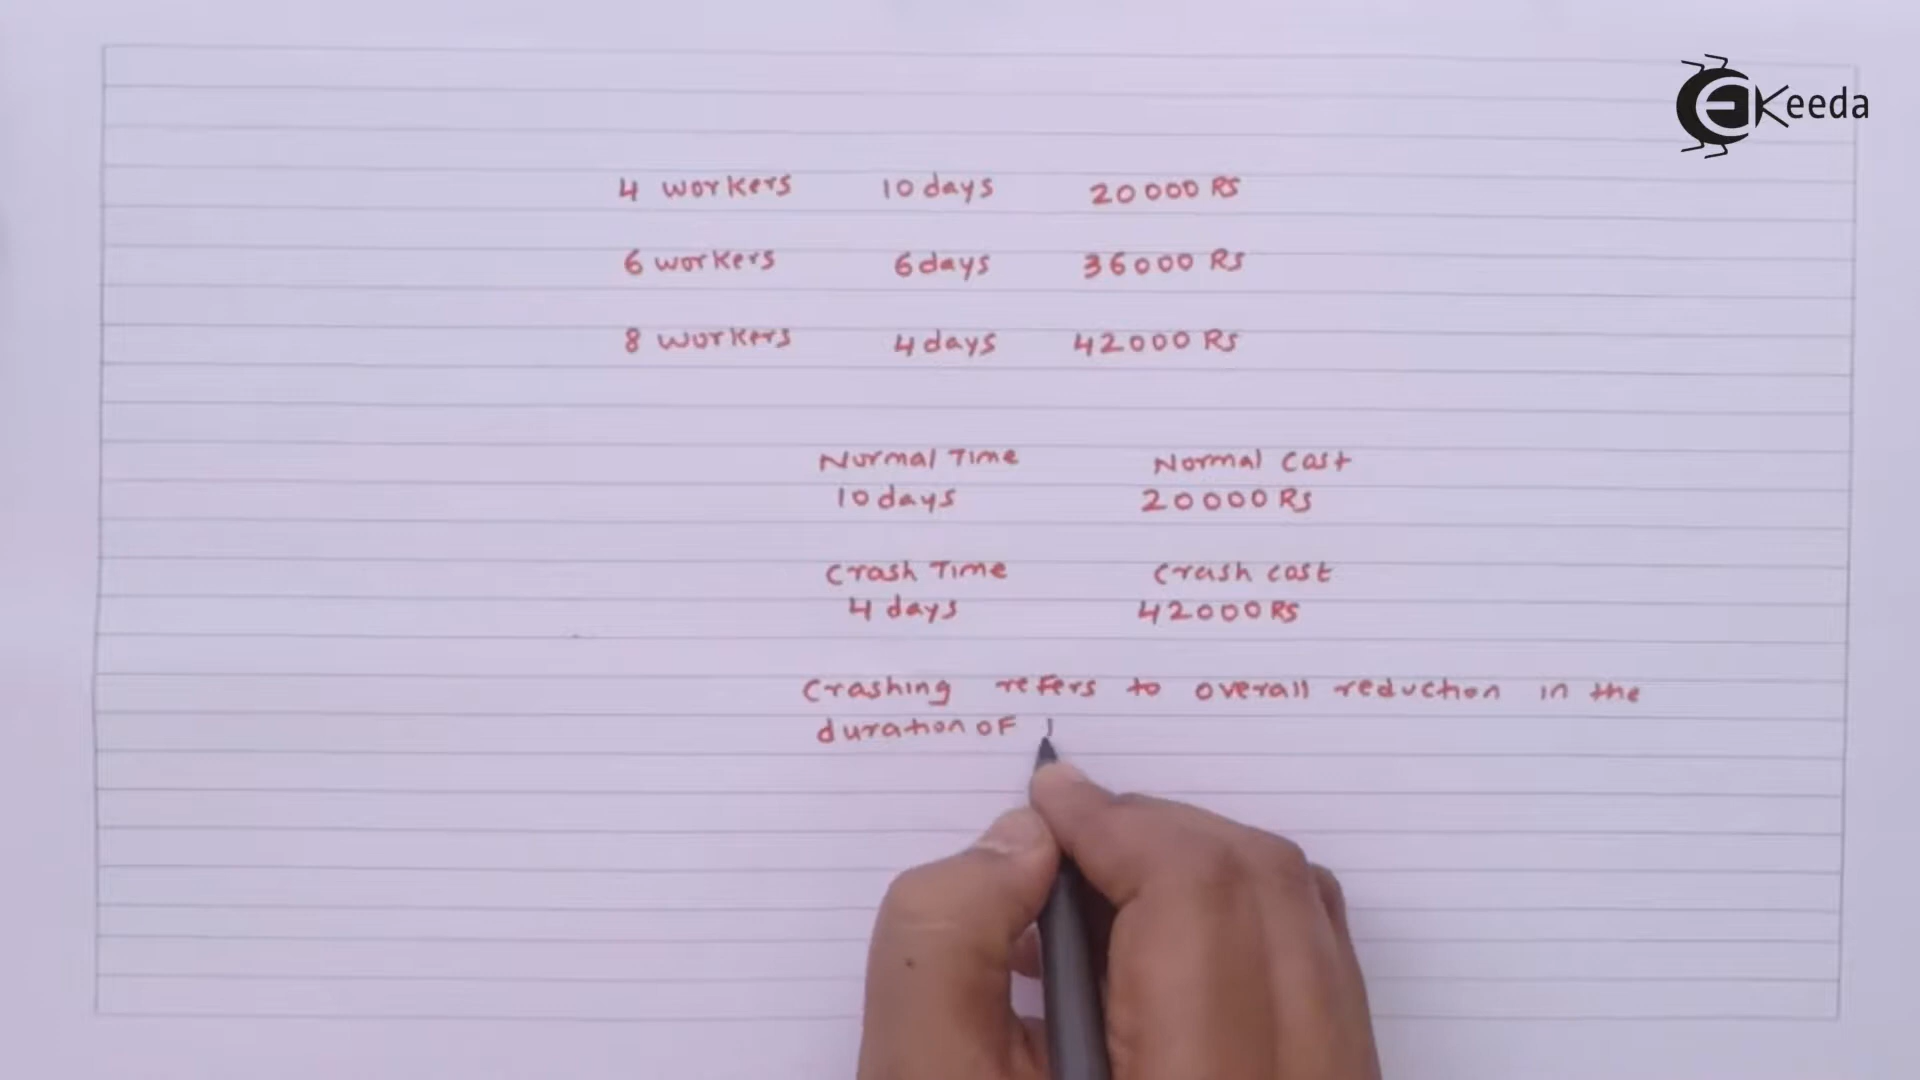 EKeeda
4 workers 10 days 20000 Rs
6 workers 6 days 36000 Rs
8 workers 4 days 42000 Rs
Normal Time Normal Cost
10 days 20000 Rs
Crash Time Crash cost
4 days 42000 Rs
Crashing refers to overall reduction in the
duration of